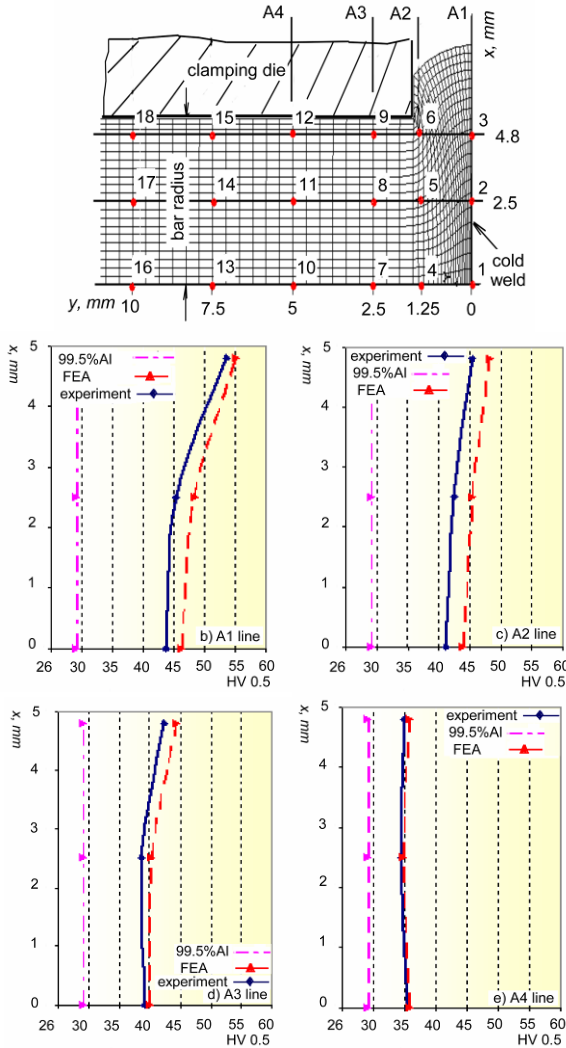 A4 A3 A2 A1
x, mm
clamping die
18 15 12 9 6 3
4.8
17 14 11 8 5 2
2.5
bar radius
16 13 10 7 4 1
cold
weld
y, mm 10 7.5 5 2.5 1.25 0
x, mm
5
4
3
2
1
0
99.5%Al
FEA
experiment
b) A1 line
26 30 35 40 45 50 55 60
HV 0.5
x, mm
5
4
3
2
1
0
experiment
99.5%Al
FEA
c) A2 line
26 30 35 40 45 50 55 60
HV 0.5
x, mm
5
4
3
2
1
0
99.5%Al
FEA
experiment
d) A3 line
26 30 35 40 45 50 55 60
HV 0.5
x, mm
5
4
3
2
1
0
experiment
99.5%Al
FEA
e) A4 line
26 30 35 40 45 50 55 60
HV 0.5